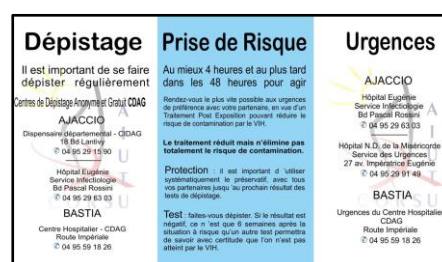 Dépistage
Il est important de se faire
dépister régulièrement
Centres de Dépistage Anonyme et Gratuit CDAG
AJACCIO
Dispensaire départemental - CIDAG
18 Bd Lantivy
✆ 04 95 29 15 90
Hôpital Eugénie
Service Infectiologie
Bd Pascal Rossini
✆ 04 95 29 63 03
BASTIA
Centre Hospitalier - CDAG
Route Impériale
✆ 04 95 59 18 26
Prise de Risque
Au mieux 4 heures et au plus tard
dans les 48 heures pour agir
Rendez-vous le plus vite possible aux urgences
de préférence avec votre partenaire, en vue d'un
Traitement Post Exposition pouvant réduire le
risque de contamination par le VIH.
Le traitement réduit mais n'élimine pas
totalement le risque de contamination.
Protection : il est important d' utiliser
systématiquement le préservatif, avec tous
vos partenaires jusqu 'au prochain résultat des
tests de dépistage.
Test : faites-vous dépister. Si le résultat est
négatif, ce n 'est que 6 semaines après la
situation à risque qu'un autre test permettra
de savoir avec certitude que l'on n'est pas
atteint par le VIH.
Urgences
AJACCIO
Hôpital Eugénie
Service Infectiologie
Bd Pascal Rossini
✆ 04 95 29 63 03
Hôpital N.D. de la Miséricorde
Service des Urgences
27 av. Impératrice Eugénie
✆ 04 95 29 91 49
BASTIA
Urgences du Centre Hospitalier
CDAG
Route Impériale
✆ 04 95 59 18 26